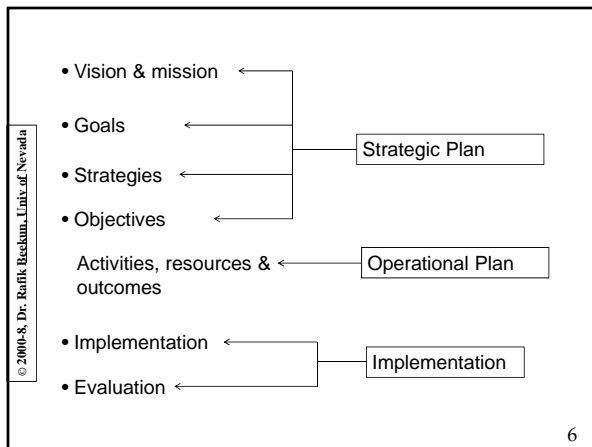 • Vision & mission
• Goals
Strategic Plan
• Strategies
• Objectives
Activities, resources &
outcomes
Operational Plan
• Implementation
Implementation
• Evaluation
© 2000-8, Dr. Rafik Beekun, Univ of Nevada
6